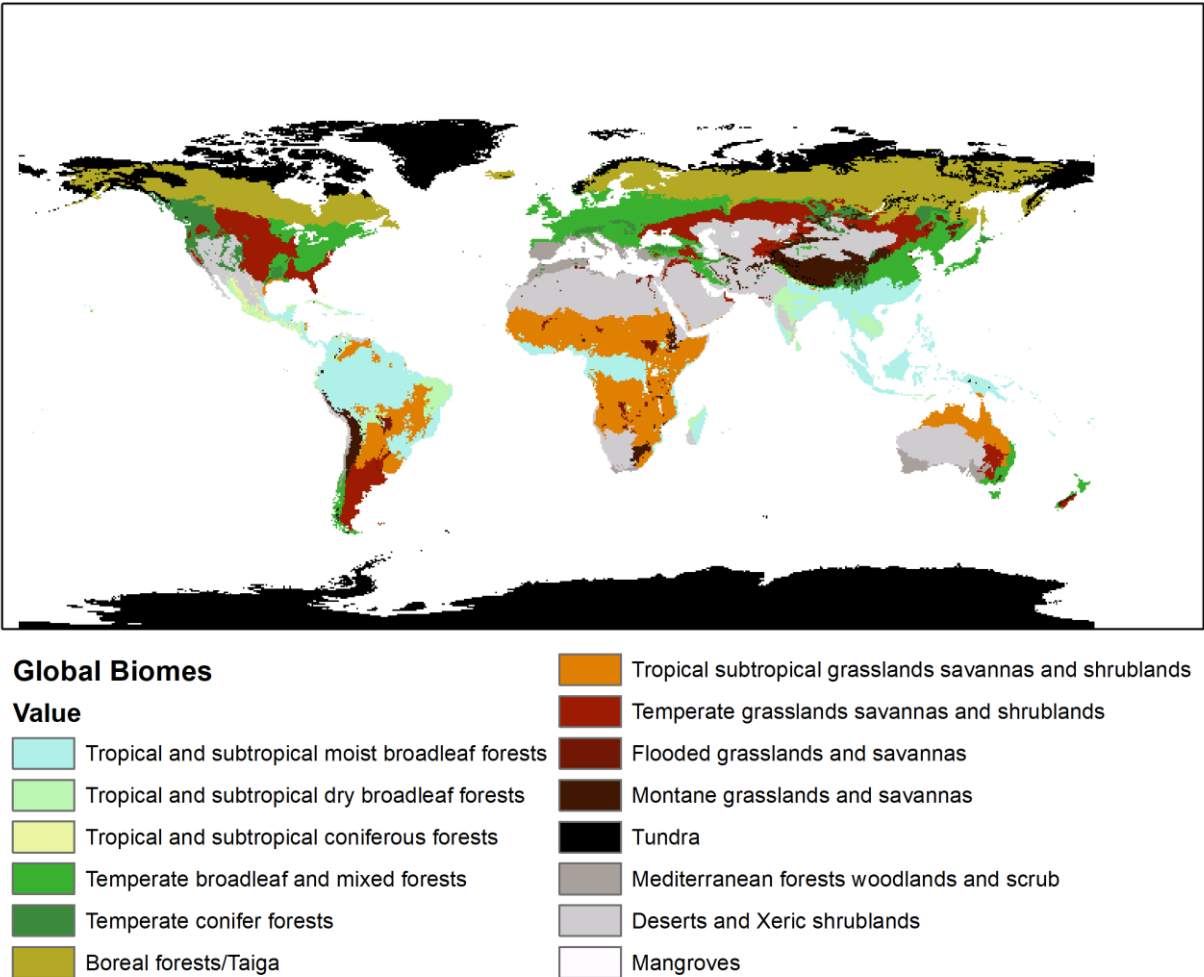 Global Biomes
Value
Tropical and subtropical moist broadleaf forests
Tropical and subtropical dry broadleaf forests
Tropical and subtropical coniferous forests
Temperate broadleaf and mixed forests
Temperate conifer forests
Boreal forests/Taiga
Tropical subtropical grasslands savannas and shrublands
Temperate grasslands savannas and shrublands
Flooded grasslands and savannas
Montane grasslands and savannas
Tundra
Mediterranean forests woodlands and scrub
Deserts and Xeric shrublands
Mangroves